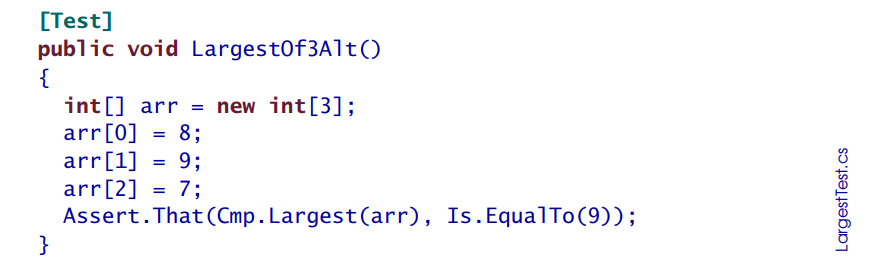 [Test]
public void LargestOf3Alt()
{
  int[] arr = new int[3];
  arr[0] = 8;
  arr[1] = 9;
  arr[2] = 7;
  Assert.That(Cmp.Largest(arr), Is.EqualTo(9));
}
LargestTest.cs